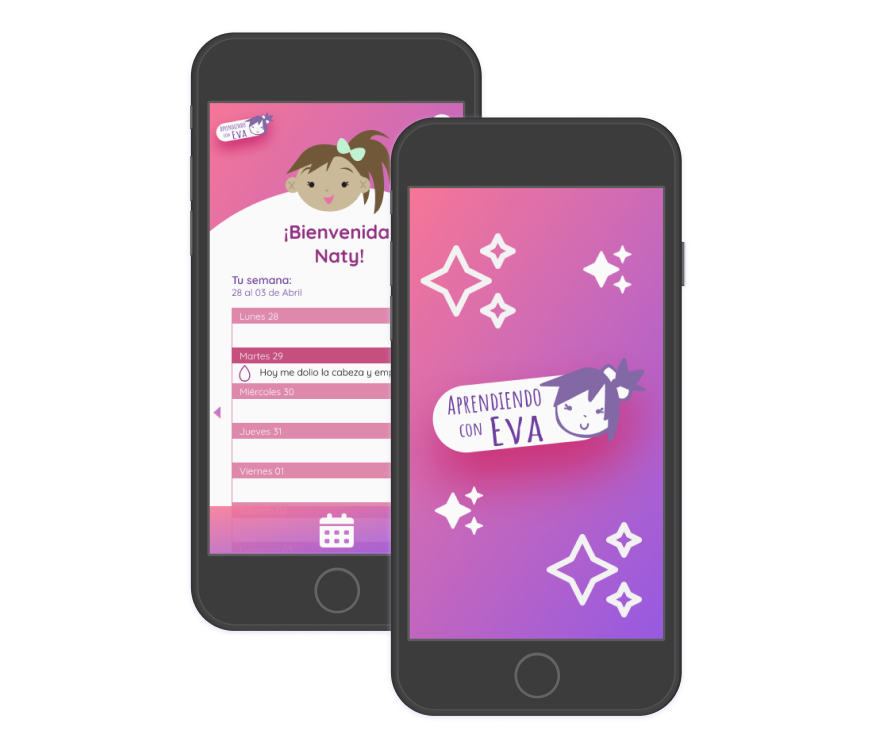 APRENDIENDO
CON EVA
¡Bienvenida
Naty!
Tu semana:
28 al 03 de Abril
Lunes 28
Martes 29
Hoy me dolio la cabeza y emp
Miércoles 30
Jueves 31
Viernes 01
APRENDIENDO
CON EVA